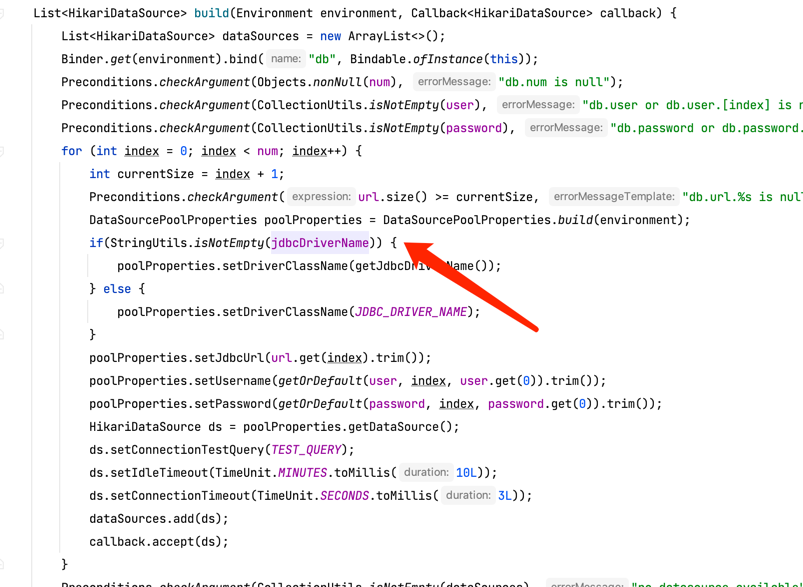 List<HikariDataSource> build(Environment environment, Callback<HikariDataSource> callback) {
List<HikariDataSource> dataSources = new ArrayList<>();
Binder.get(environment).bind( name: "db", Bindable.ofInstance(this));
Preconditions.checkArgument(Objects.nonNull(num), errorMessage: "db.num is null");
Preconditions.checkArgument(CollectionUtils.isNotEmpty(user), errorMessage: "db.user or db.user.[index] is
Preconditions.checkArgument(CollectionUtils.isNotEmpty(password), errorMessage: "db.password or db.password.
for (int index = 0; index < num; index++) {
int currentSize = index + 1;
Preconditions.checkArgument( expression: url.size() >= currentSize, errorMessageTemplate: "db.url.%s is
DataSourcePoolProperties poolProperties = DataSourcePoolProperties.build(environment);
if(StringUtils.isNotEmpty(jdbcDriverName)) {
poolProperties.setDriverClassName(getJdbcDriverName());
} else {
poolProperties.setDriverClassName(JDBC_DRIVER_NAME);
}
poolProperties.setJdbcUrl(url.get(index).trim());
poolProperties.setUsername(getOrDefault(user, index, user.get(0)).trim());
poolProperties.setPassword(getOrDefault(password, index, password.get(0)).trim());
HikariDataSource ds = poolProperties.getDataSource();
ds.setConnectionTestQuery(TEST_QUERY);
ds.setIdleTimeout(TimeUnit.MINUTES.toMillis( duration: 10L));
ds.setConnectionTimeout(TimeUnit.SECONDS.toMillis( duration: 3L));
dataSources.add(ds);
callback.accept(ds);
}